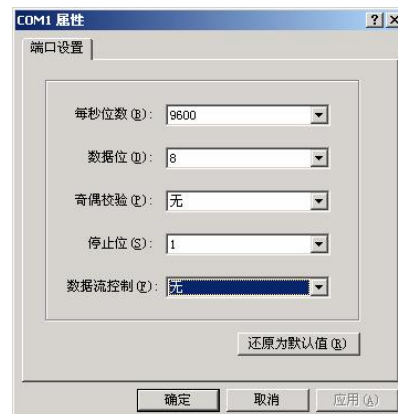 COM1 属性
端口设置
每秒位数(B): 9600
数据位(D): 8
奇偶校验(P): 无
停止位(S): 1
数据流控制(F): 无
还原为默认值(R)
确定 取消 应用(A)